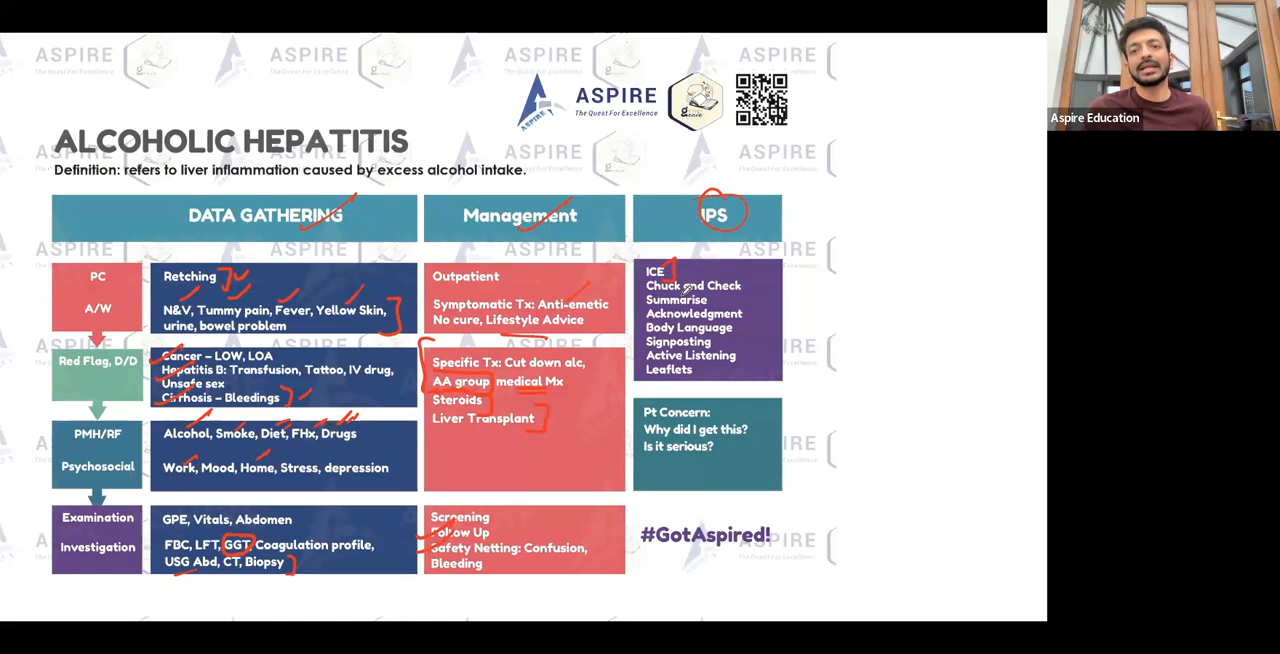 ASPIRE
The Quest For Excellence
ALCOHOLIC HEPATITIS
Definition: refers to liver inflammation caused by excess alcohol intake.
DATA GATHERING
Management
IPS
PC
A/W
Retching
N&V, Tummy pain, Fever, Yellow Skin,
urine, bowel problem
Outpatient
Symptomatic Tx: Anti-emetic
No cure, Lifestyle Advice
ICE
Chuck and Check
Summarise
Acknowledgment
Body Language
Signposting
Active Listening
Leaflets
Red Flag, D/D
Cancer – LOW, LOA
Hepatitis B: Transfusion, Tattoo, IV drug,
Unsafe sex
Cirrhosis – Bleedings
Specific Tx: Cut down alc,
AA group, medical Mx
Steroids
Liver Transplant
Pt Concern:
Why did I get this?
Is it serious?
PMH/RF
Psychosocial
Alcohol, Smoke, Diet, FHx, Drugs
Work, Mood, Home, Stress, depression
Examination
Investigation
GPE, Vitals, Abdomen
FBC, LFT, GGT, Coagulation profile,
USG Abd, CT, Biopsy
Screening
Follow Up
Safety Netting: Confusion,
Bleeding
#GotAspired!
Aspire Education